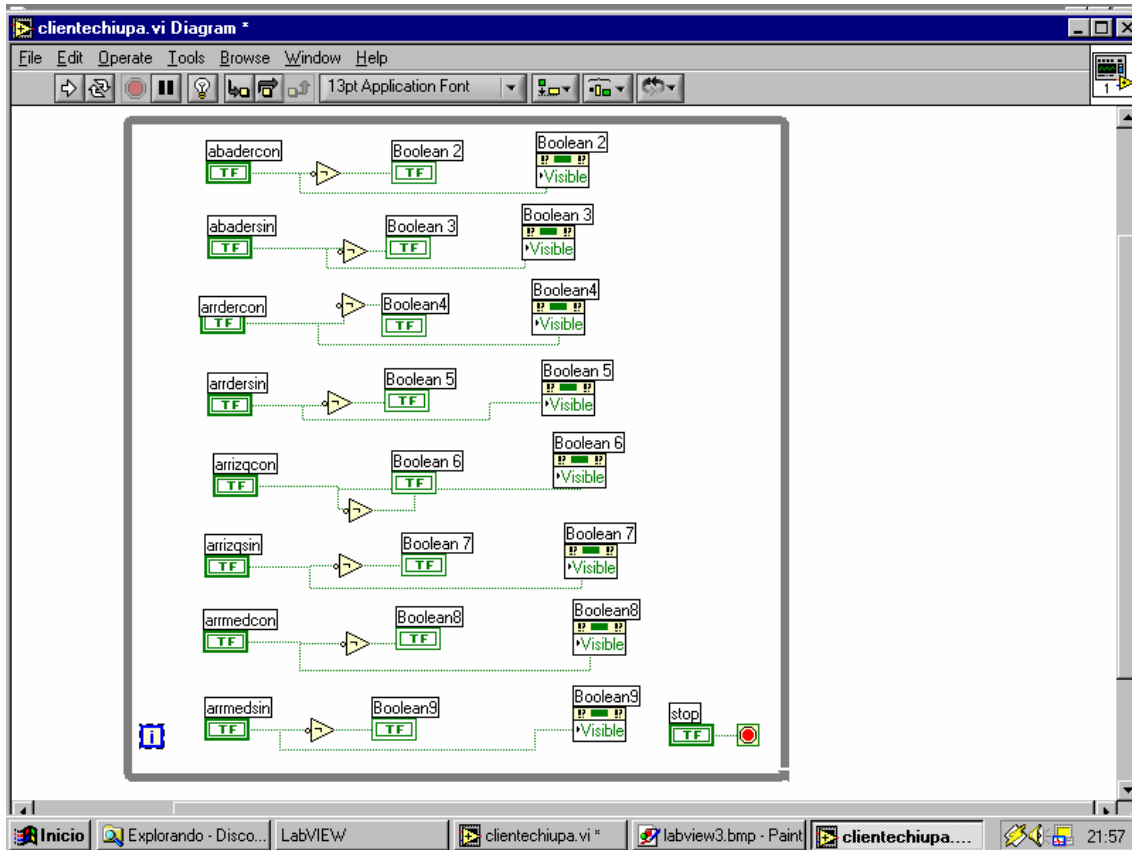 clientechiupa.vi Diagram *
File Edit Operate Tools Browse Window Help
13pt Application Font
1
abadercon Boolean 2 Boolean 2
TF TF Visible
abadersin Boolean 3 Boolean 3
TF TF Visible
arrdercon Boolean4 Boolean4
TF TF Visible
arrdersin Boolean 5 Boolean 5
TF TF Visible
arrizqcon Boolean 6 Boolean 6
TF TF Visible
arrizqsin Boolean 7 Boolean 7
TF TF Visible
arrmedcon Boolean8 Boolean8
TF TF Visible
arrmedsin Boolean9 Boolean9 stop
i TF TF Visible TF
Inicio Explorando - Disco... LabVIEW clientechiupa.vi * labview3.bmp - Paint clientechiupa.... 21:57